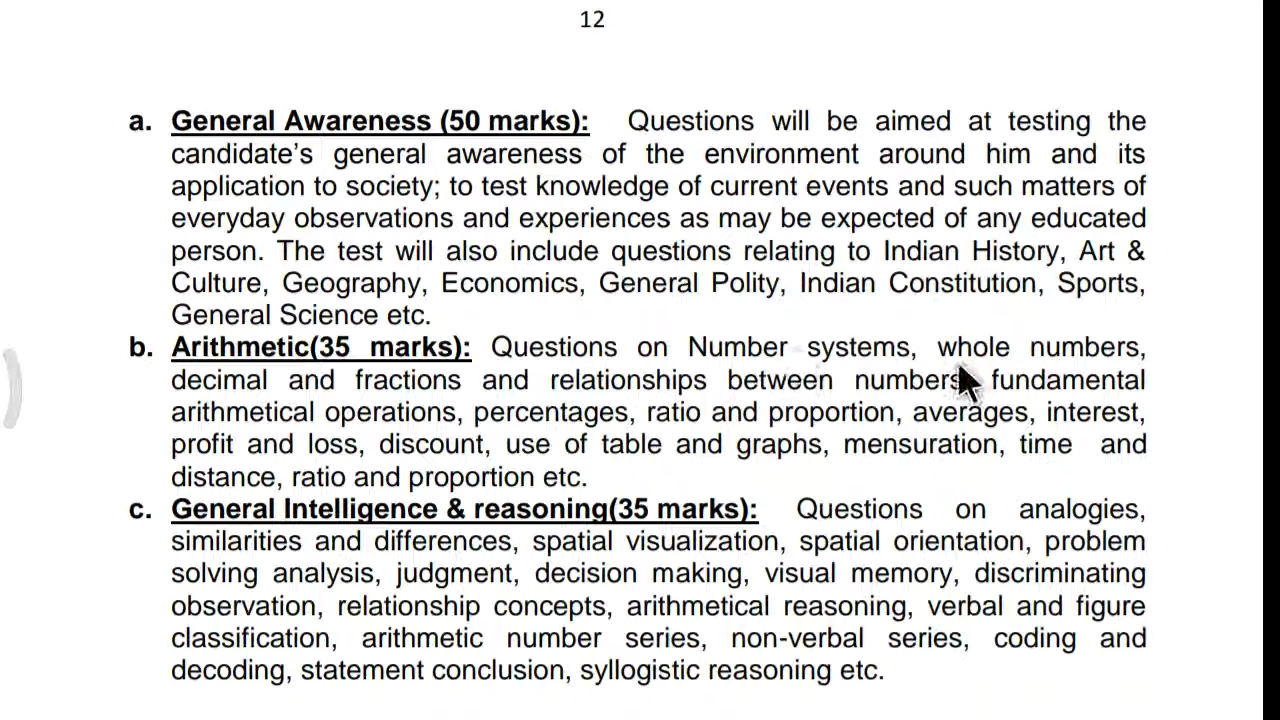 12
a. General Awareness (50 marks): Questions will be aimed at testing the
candidate’s general awareness of the environment around him and its
application to society; to test knowledge of current events and such matters of
everyday observations and experiences as may be expected of any educated
person. The test will also include questions relating to Indian History, Art &
Culture, Geography, Economics, General Polity, Indian Constitution, Sports,
General Science etc.
b. Arithmetic(35 marks): Questions on Number systems, whole numbers,
decimal and fractions and relationships between numbers fundamental
arithmetical operations, percentages, ratio and proportion, averages, interest,
profit and loss, discount, use of table and graphs, mensuration, time and
distance, ratio and proportion etc.
c. General Intelligence & reasoning(35 marks): Questions on analogies,
similarities and differences, spatial visualization, spatial orientation, problem
solving analysis, judgment, decision making, visual memory, discriminating
observation, relationship concepts, arithmetical reasoning, verbal and figure
classification, arithmetic number series, non-verbal series, coding and
decoding, statement conclusion, syllogistic reasoning etc.